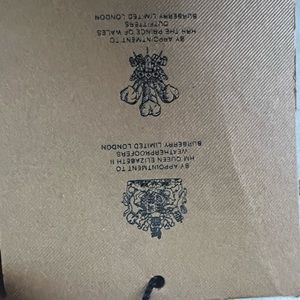 BY APPOINTMENT TO
HM QUEEN ELIZABETH II
WEATHERPROOFERS
BURBERRY LIMITED LONDON
BY APPOINTMENT TO
HRH THE PRINCE OF WALES
OUTFITTERS
BURBERRY LIMITED LONDON